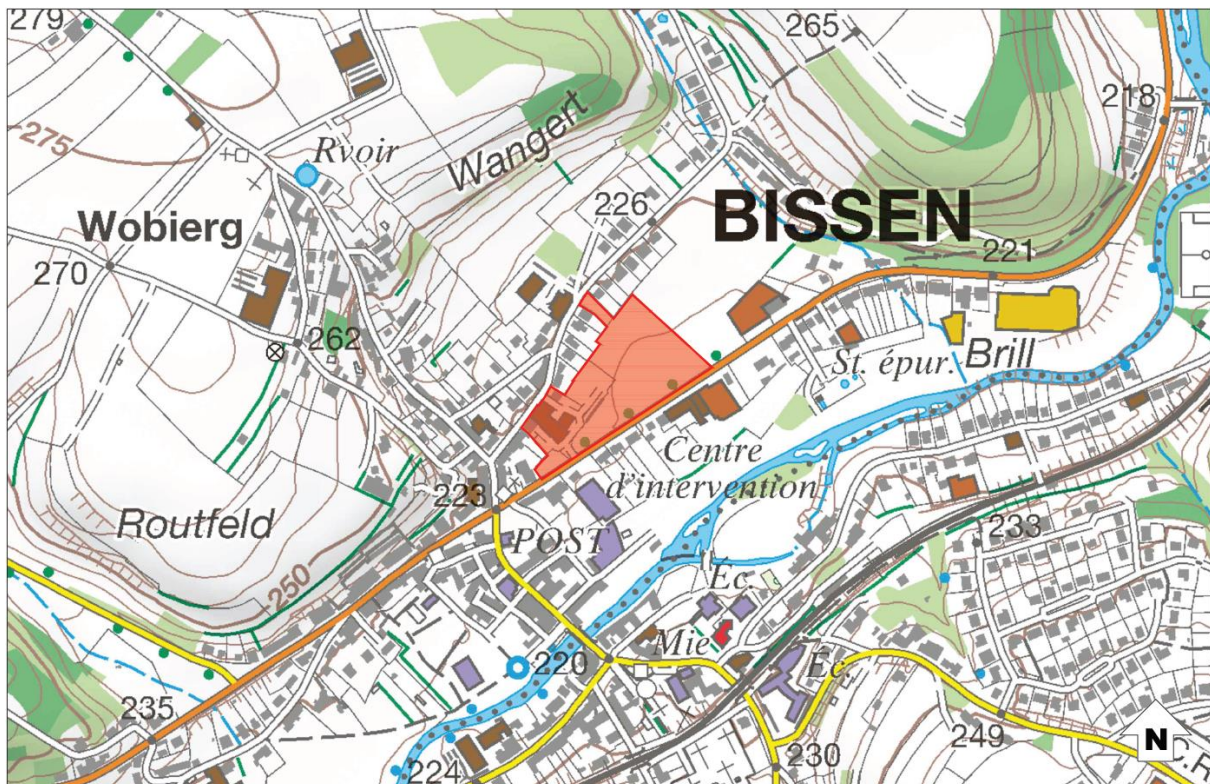 279
265
218
275
Rvoir
Wangert
226
BISSEN
Wobierg
221
270
262
St. épur.
Brill
Centre
d'intervention
223
233
Routfeld
POST
250
Ec.
Mie
Éc.
220
235
249
224
230
C.R
N